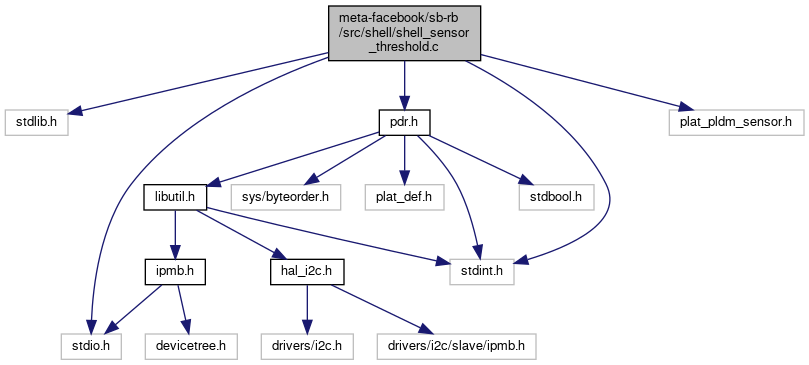 meta-facebook/sb-rb
/src/shell/shell_sensor
_threshold.c
stdlib.h
pdr.h
plat_pldm_sensor.h
libutil.h
sys/byteorder.h
plat_def.h
stdbool.h
ipmb.h
hal_i2c.h
stdint.h
stdio.h
devicetree.h
drivers/i2c.h
drivers/i2c/slave/ipmb.h